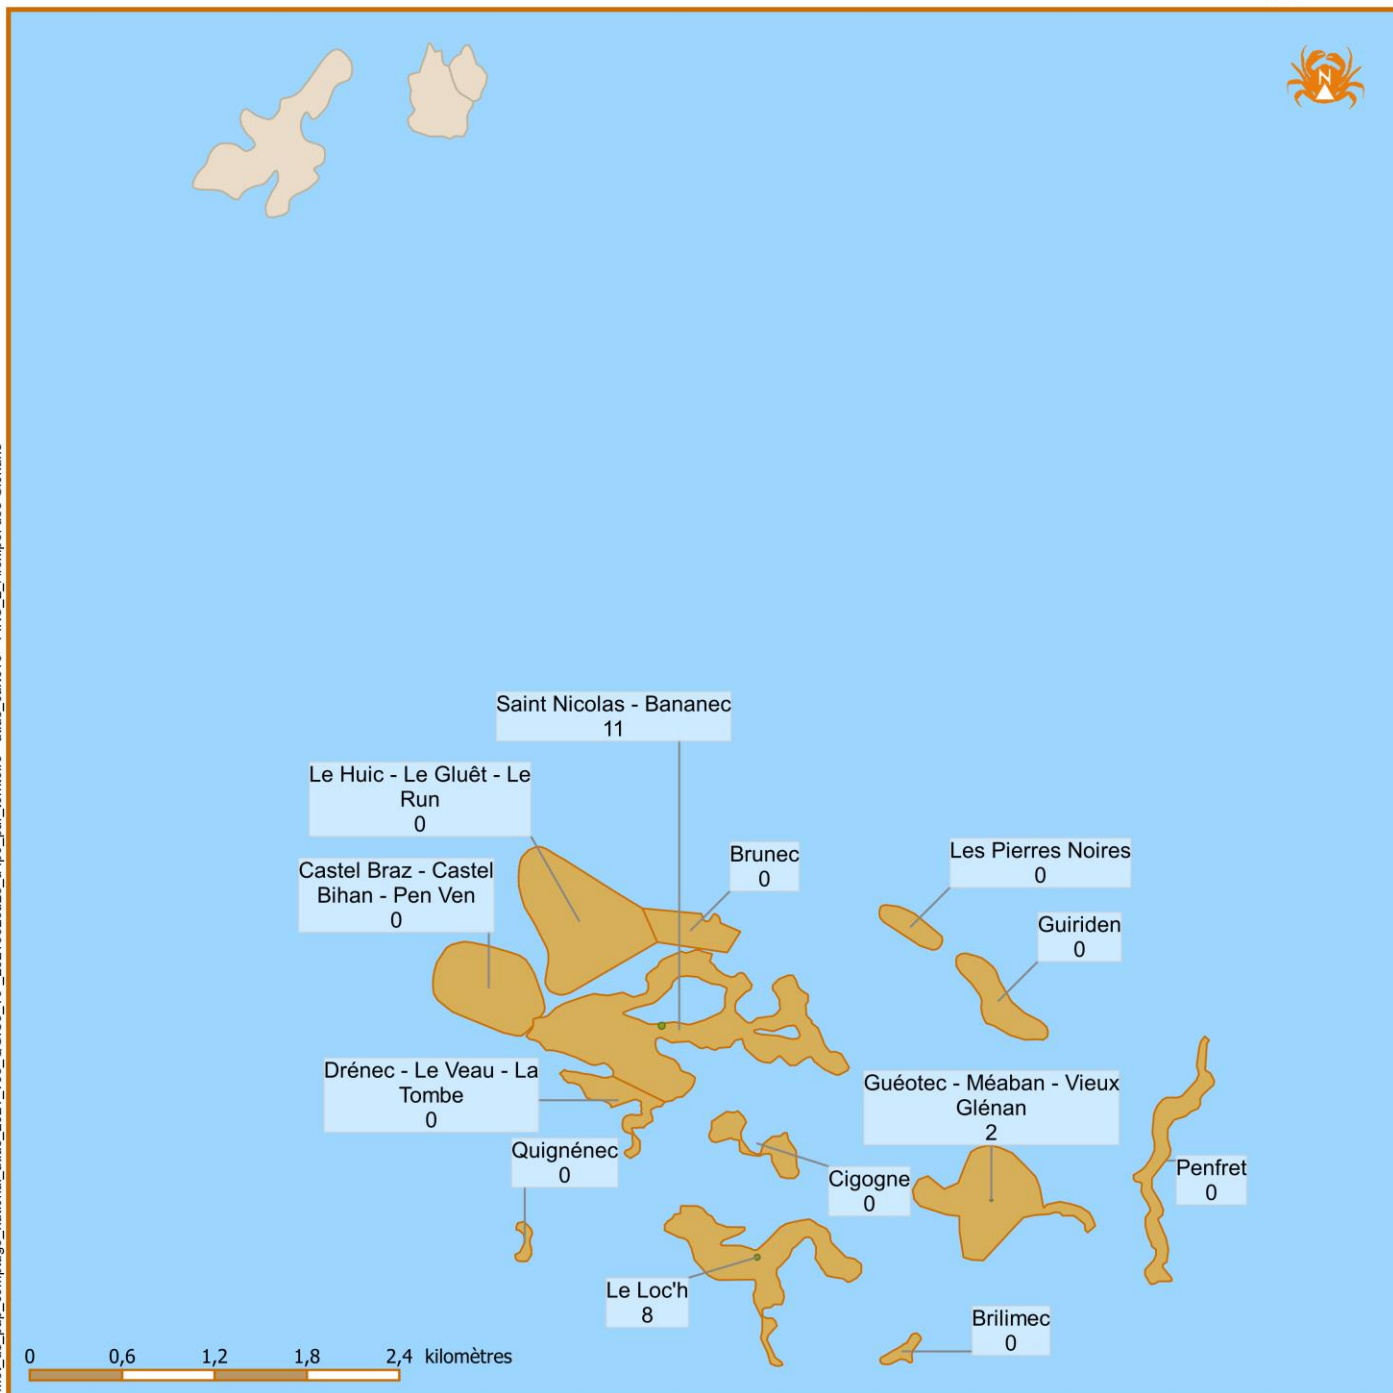 N
Saint Nicolas - Bananec
11
Le Huic - Le Gluêt - Le
Run
0
Brunec
0
Les Pierres Noires
0
Castel Braz - Castel
Bihan - Pen Ven
0
Guiriden
0
Drénec - Le Veau - La
Tombe
0
Guéotec - Méaban - Vieux
Glénan
2
Quignénec
0
Cigogne
0
Penfret
0
Le Loc'h
8
Brilimec
0
0 0,6 1,2 1,8 2,4 kilomètres